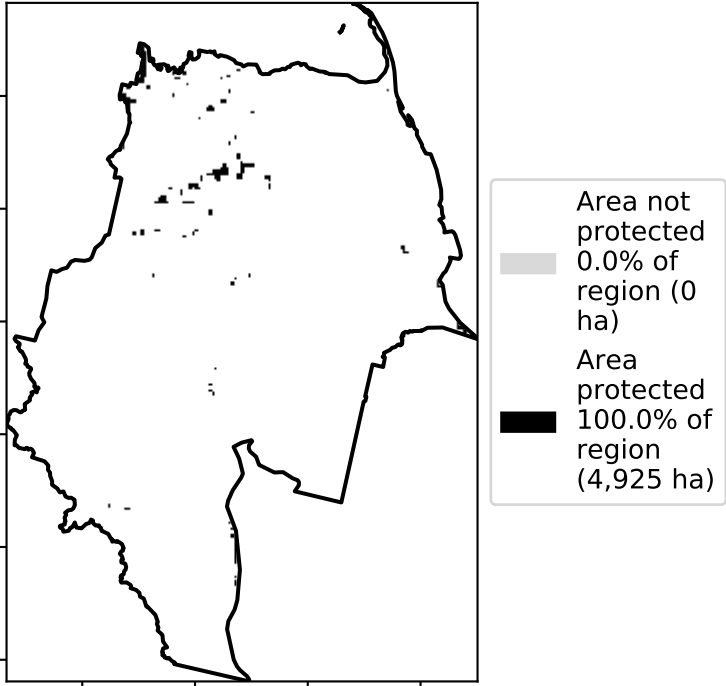 Area not
protected
0.0% of
region (0
ha)
Area
protected
100.0% of
region
(4,925 ha)